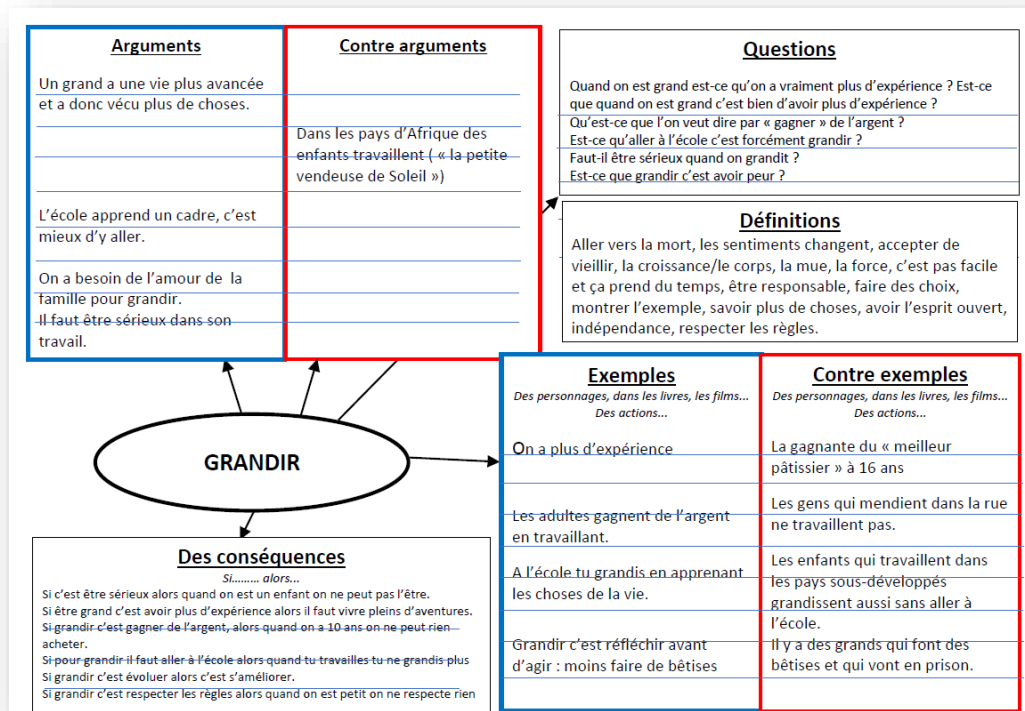 Arguments
Un grand a une vie plus avancée
et a donc vécu plus de choses.
L’école apprend un cadre, c’est
mieux d’y aller.
On a besoin de l’amour de la
famille pour grandir.
Il faut être sérieux dans son
travail.
Contre arguments
Dans les pays d’Afrique des
enfants travaillent ( « la petite
vendeuse de Soleil »)
Questions
Quand on est grand est-ce qu’on a vraiment plus d’expérience ? Est-ce
que quand on est grand c’est bien d’avoir plus d’expérience ?
Qu’est-ce que l’on veut dire par « gagner » de l’argent ?
Est-ce qu’aller à l’école c’est forcément grandir ?
Faut-il être sérieux quand on grandit ?
Est-ce que grandir c’est avoir peur ?
Définitions
Aller vers la mort, les sentiments changent, accepter de
vieillir, la croissance/le corps, la mue, la force, c’est pas facile
et ça prend du temps, être responsable, faire des choix,
montrer l’exemple, savoir plus de choses, avoir l’esprit ouvert,
indépendance, respecter les règles.
GRANDIR
Exemples
Des personnages, dans les livres, les films...
Des actions...
On a plus d’expérience
Les adultes gagnent de l’argent
en travaillant.
A l’école tu grandis en apprenant
les choses de la vie.
Grandir c’est réfléchir avant
d’agir : moins faire de bêtises
Contre exemples
Des personnages, dans les livres, les films...
Des actions...
La gagnante du « meilleur
pâtissier » à 16 ans
Les gens qui mendient dans la rue
ne travaillent pas.
Les enfants qui travaillent dans
les pays sous-développés
grandissent aussi sans aller à
l’école.
Il y a des grands qui font des
bêtises et qui vont en prison.
Des conséquences
Si......... alors...
Si c’est être sérieux alors quand on est un enfant on ne peut pas l’être.
Si être grand c’est avoir plus d’expérience alors il faut vivre pleins d’aventures.
Si grandir c’est gagner de l’argent, alors quand on a 10 ans on ne peut rien
acheter.
Si pour grandir il faut aller à l’école alors quand tu travailles tu ne grandis plus
Si grandir c’est évoluer alors c’est s’améliorer.
Si grandir c’est respecter les règles alors quand on est petit on ne respecte rien